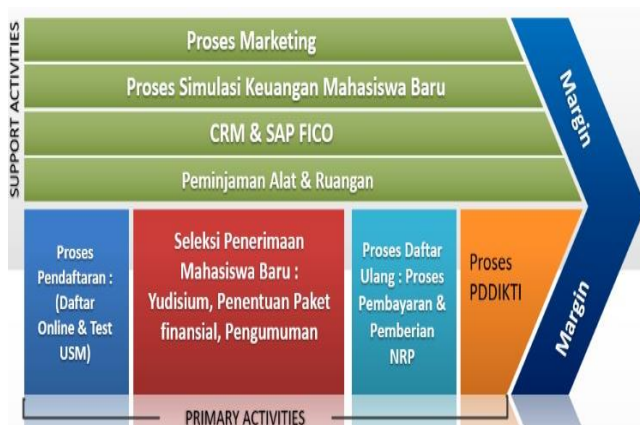 SUPPORT ACTIVITIES
Proses Marketing
Proses Simulasi Keuangan Mahasiswa Baru
CRM & SAP FICO
Peminjaman Alat & Ruangan
Margin
Proses
Pendaftaran :
(Daftar
Online & Test
USM)
Seleksi Penerimaan
Mahasiswa Baru :
Yudisium, Penentuan Paket
finansial, Pengumuman
Proses Daftar
Ulang : Proses
Pembayaran &
Pemberian
NRP
Proses
PDDIKTI
Margin
PRIMARY ACTIVITIES